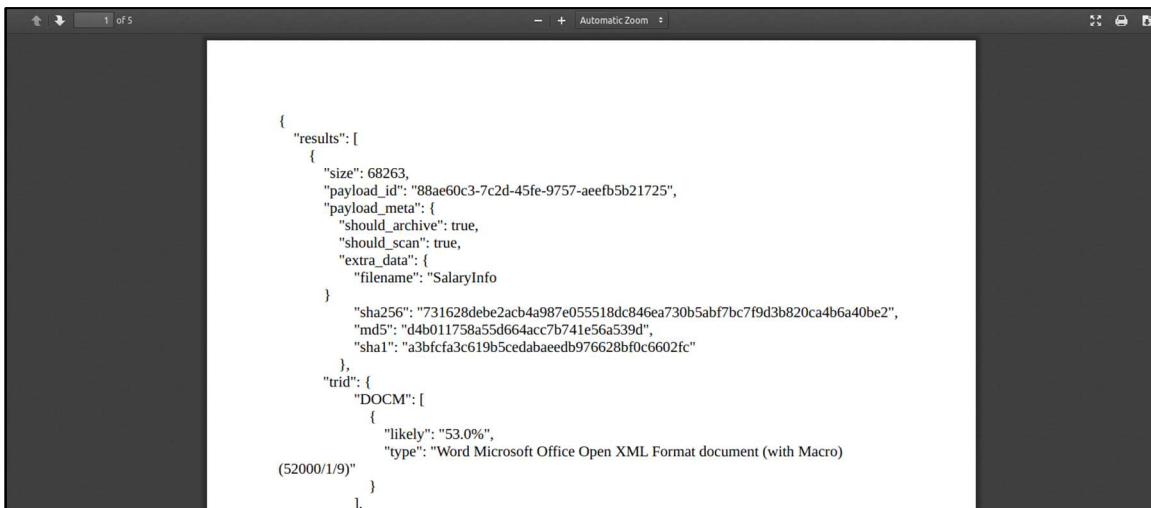 1 of 5 − + Automatic Zoom
{
"results": [
{
"size": 68263,
"payload_id": "88ae60c3-7c2d-45fe-9757-aeefb5b21725",
"payload_meta": {
"should_archive": true,
"should_scan": true,
"extra_data": {
"filename": "SalaryInfo
}
"sha256": "731628debe2acb4a987e055518dc846ea730b5abf7bc7f9d3b820ca4b6a40be2",
"md5": "d4b011758a55d664acc7b741e56a539d",
"sha1": "a3bfcfa3c619b5cedabaeedb976628bf0c6602fc"
},
"trid": {
"DOCM": [
{
"likely": "53.0%",
"type": "Word Microsoft Office Open XML Format document (with Macro)
(52000/1/9)"
}
],